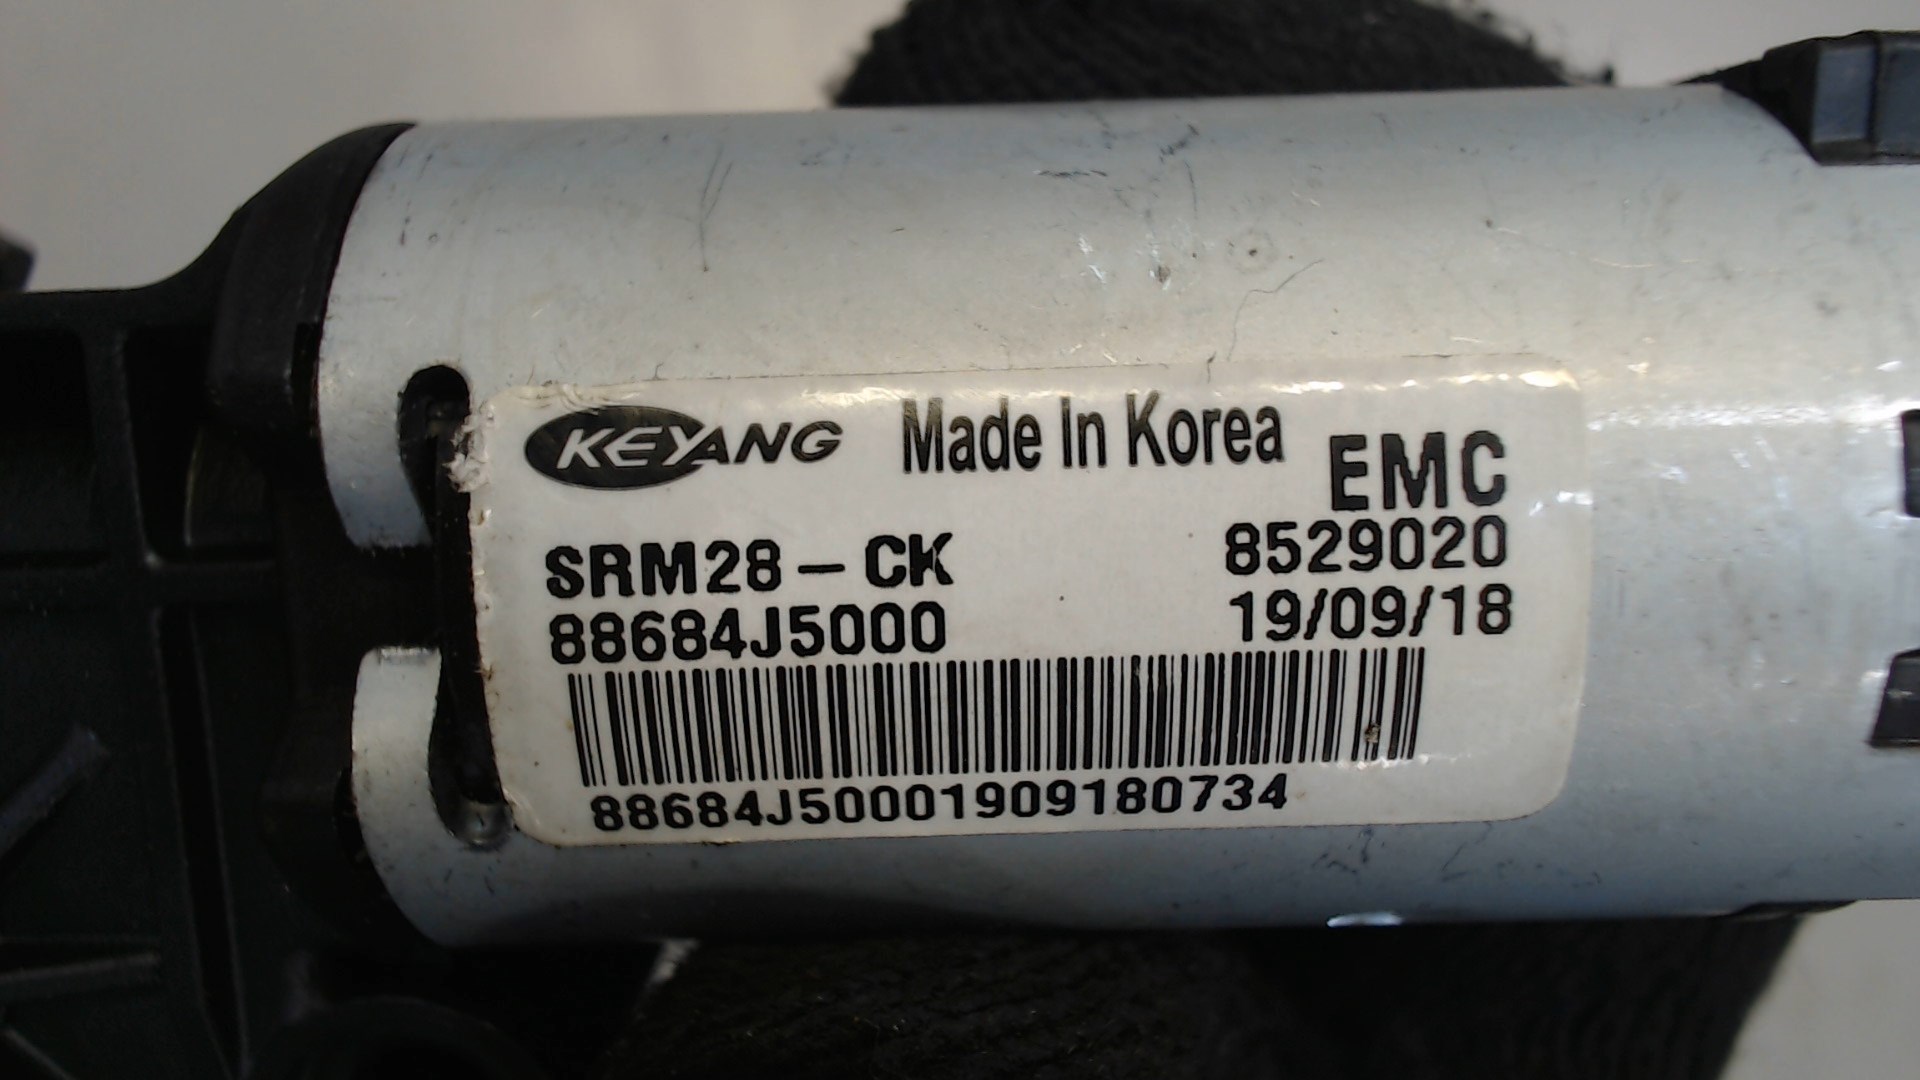 KEYANG Made In Korea
EMC
SRM28-CK 8529020
88684J5000 19/09/18
88684J50001909180734